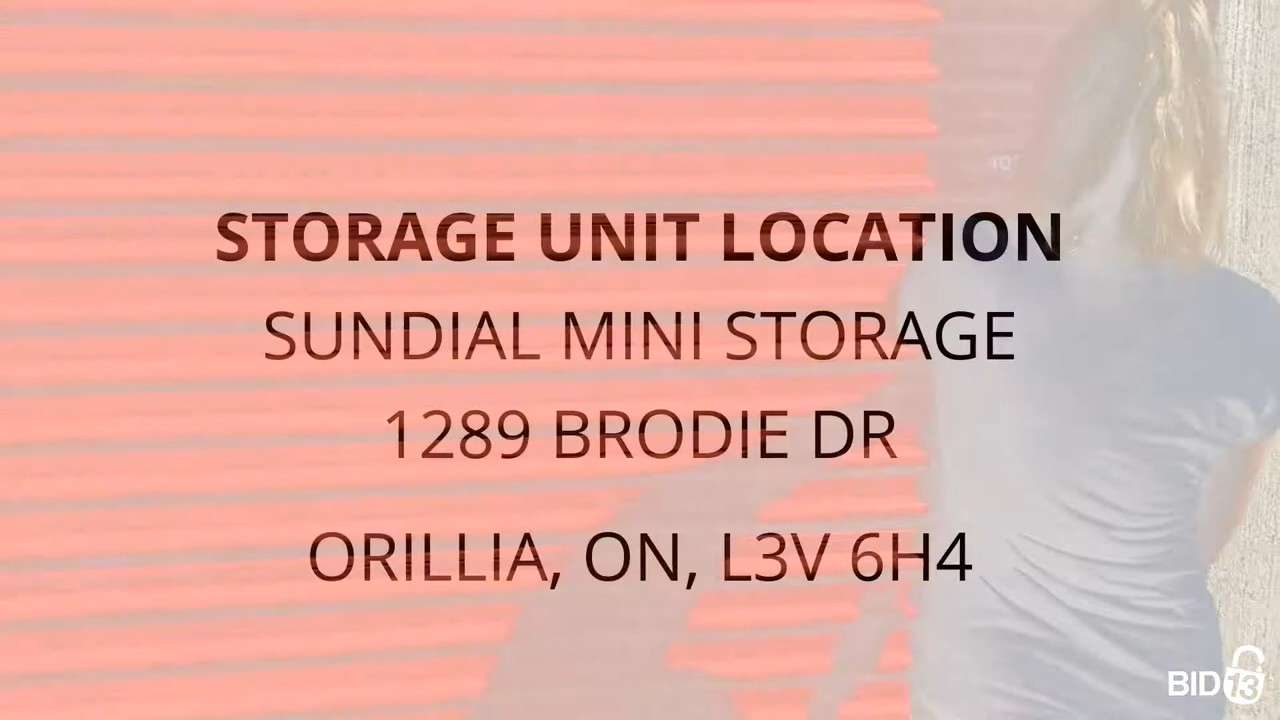 STORAGE UNIT LOCATION
SUNDIAL MINI STORAGE
1289 BRODIE DR
ORILLIA, ON, L3V 6H4
BID13